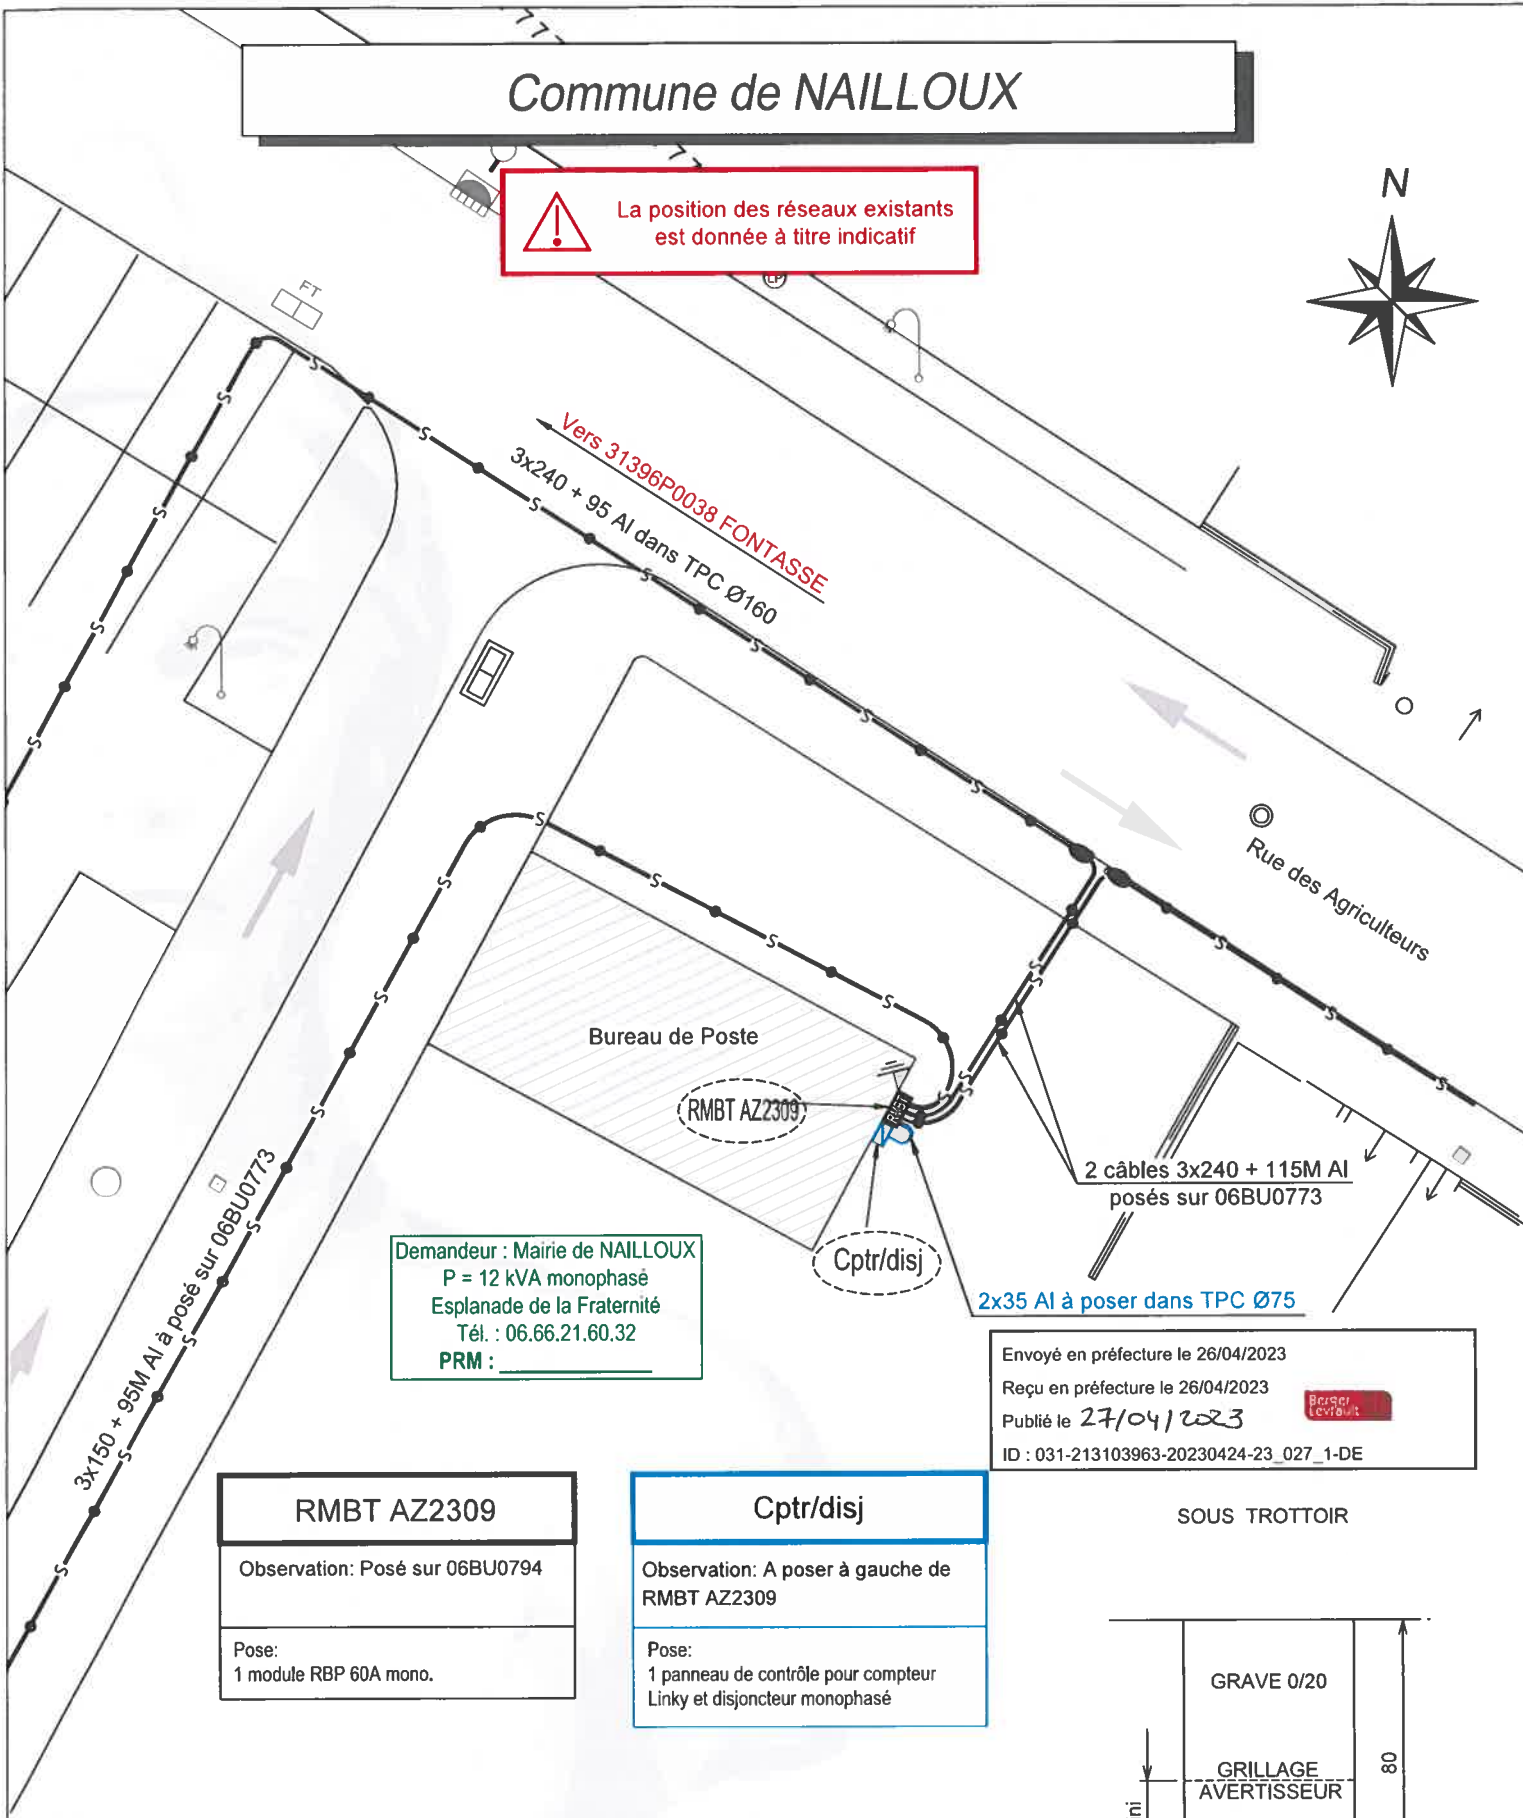 Commune de NAILLOUX
La position des réseaux existants
est donnée à titre indicatif
N
FT
LP
Vers 31396P0038 FONTASSE
3x240 + 95 Al dans TPC Ø160
Rue des Agriculteurs
Bureau de Poste
RMBT AZ2309
2 câbles 3x240 + 115M Al
posés sur 06BU0773
3x150 + 95M Al à posé sur 06BU0773
Cptr/disj
2x35 Al à poser dans TPC Ø75
Demandeur : Mairie de NAILLOUX
P = 12 kVA monophasé
Esplanade de la Fraternité
Tél. : 06.66.21.60.32
PRM :
Envoyé en préfecture le 26/04/2023
Reçu en préfecture le 26/04/2023
Publié le 27/04/2023
Berger
Levrault
ID : 031-213103963-20230424-23_027_1-DE
RMBT AZ2309
Observation: Posé sur 06BU0794
Pose:
1 module RBP 60A mono.
Cptr/disj
Observation: A poser à gauche de
RMBT AZ2309
Pose:
1 panneau de contrôle pour compteur
Linky et disjoncteur monophasé
SOUS TROTTOIR
GRAVE 0/20
GRILLAGE
AVERTISSEUR
80